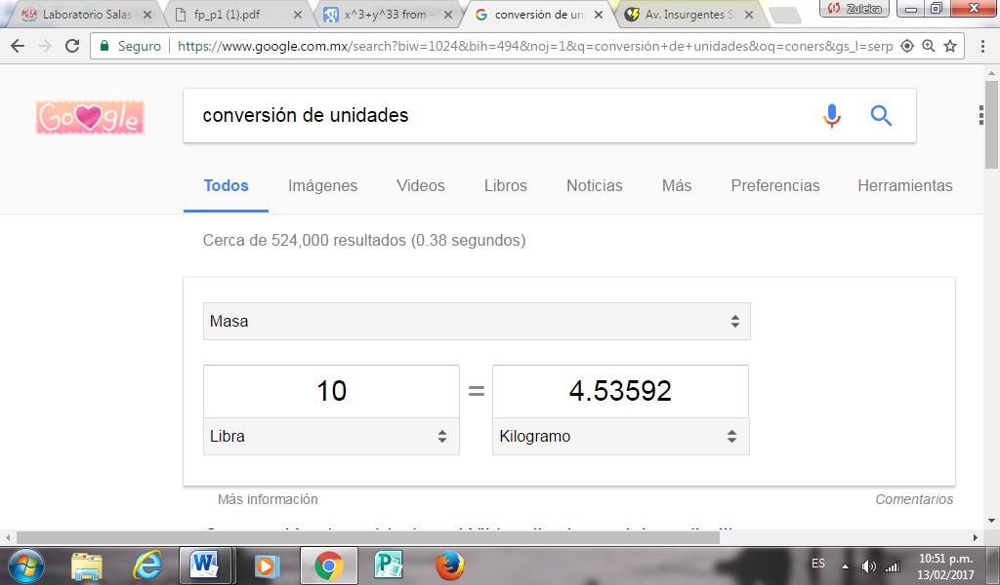 Laboratorio Salas
fp_p1 (1).pdf
x^3+y^33 from -
conversión de un
Av. Insurgentes S
Zuleica
Seguro
https://www.google.com.mx/search?biw=1024&bih=494&noj=1&q=conversión+de+unidades&oq=coners&gs_l=serp
Google
conversión de unidades
Todos Imágenes Videos Libros Noticias Más Preferencias Herramientas
Cerca de 524,000 resultados (0.38 segundos)
Masa
10 = 4.53592
Libra Kilogramo
Más información Comentarios
ES
10:51 p.m.
13/02/2017